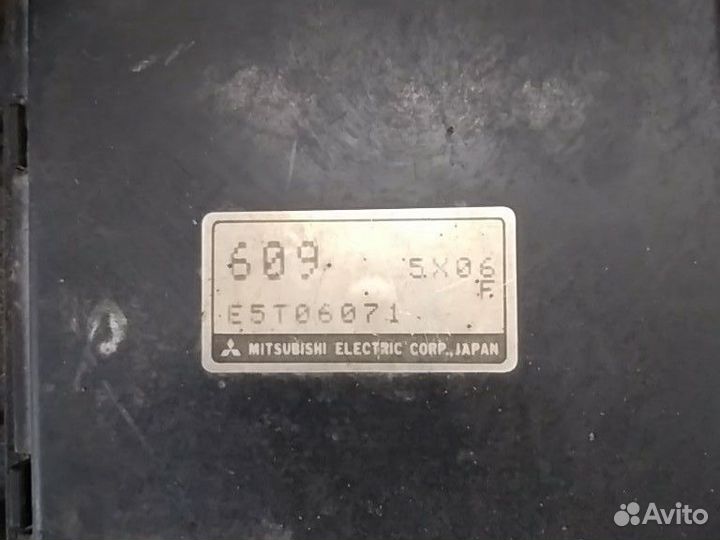 609 5X06
F
E5T06071
MITSUBISHI ELECTRIC CORP., JAPAN
Avito